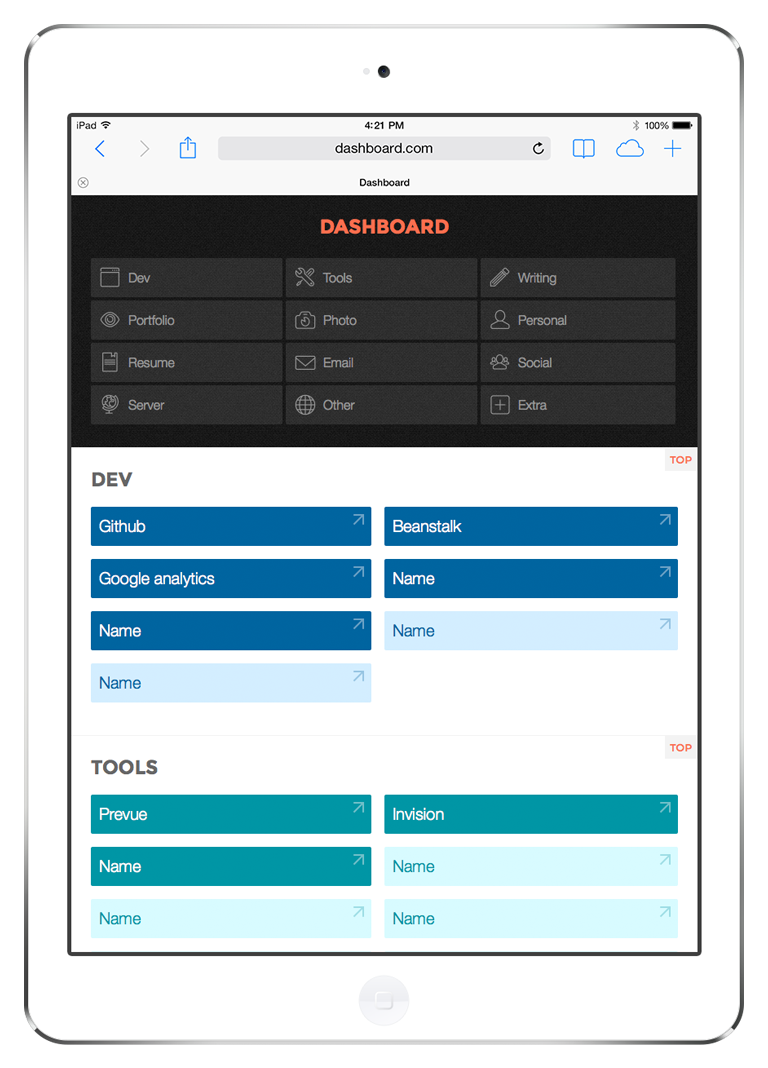 iPad 4:21 PM 100%
dashboard.com
Dashboard
DASHBOARD
Dev Tools Writing
Portfolio Photo Personal
Resume Email Social
Server Other Extra
TOP
DEV
Github Beanstalk
Google analytics Name
Name Name
Name
TOP
TOOLS
Prevue Invision
Name Name
Name Name